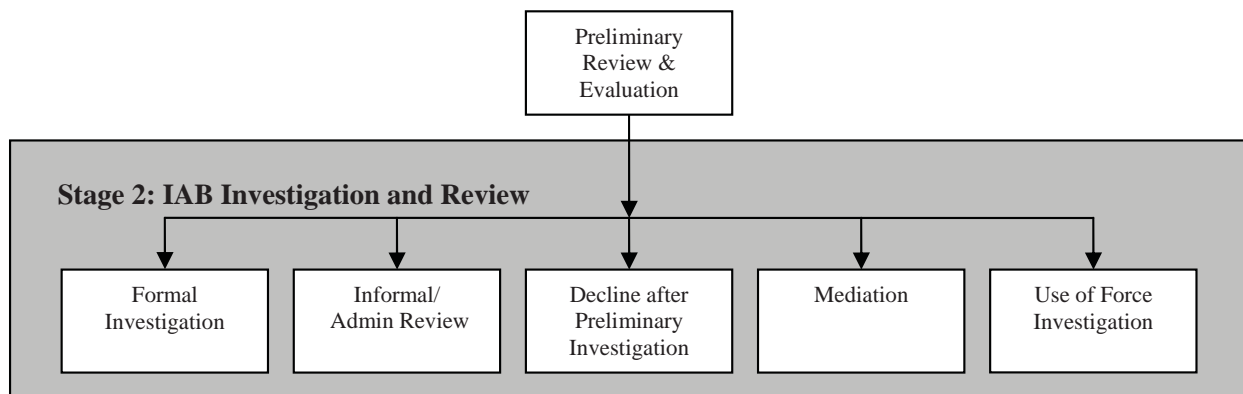 Preliminary
Review &
Evaluation
Stage 2: IAB Investigation and Review
Formal
Investigation
Informal/
Admin Review
Decline after
Preliminary
Investigation
Mediation
Use of Force
Investigation